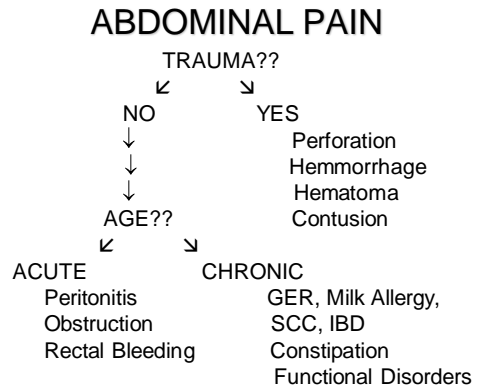 ABDOMINAL PAIN
TRAUMA??
NO YES
Perforation
Hemmorrhage
Hematoma
Contusion
AGE??
ACUTE CHRONIC
Peritonitis GER, Milk Allergy,
Obstruction SCC, IBD
Rectal Bleeding Constipation
Functional Disorders